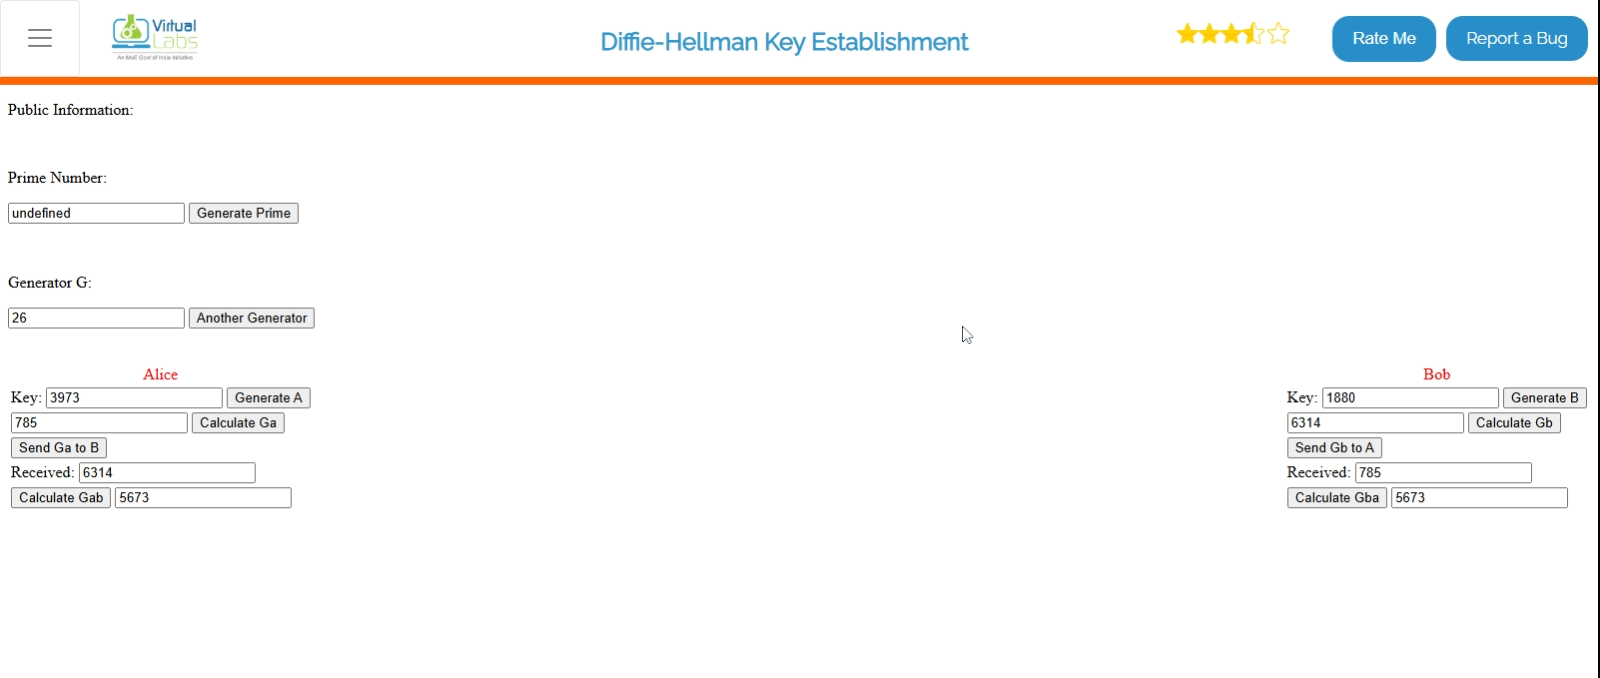 Virtual
Labs
An MoE Govt of India Initiative
Diffie-Hellman Key Establishment
Rate Me
Report a Bug
Public Information:
Prime Number:
undefined Generate Prime
Generator G:
26 Another Generator
Alice
Key: 3973 Generate A
785 Calculate Ga
Send Ga to B
Received: 6314
Calculate Gab 5673
Bob
Key: 1880 Generate B
6314 Calculate Gb
Send Gb to A
Received: 785
Calculate Gba 5673